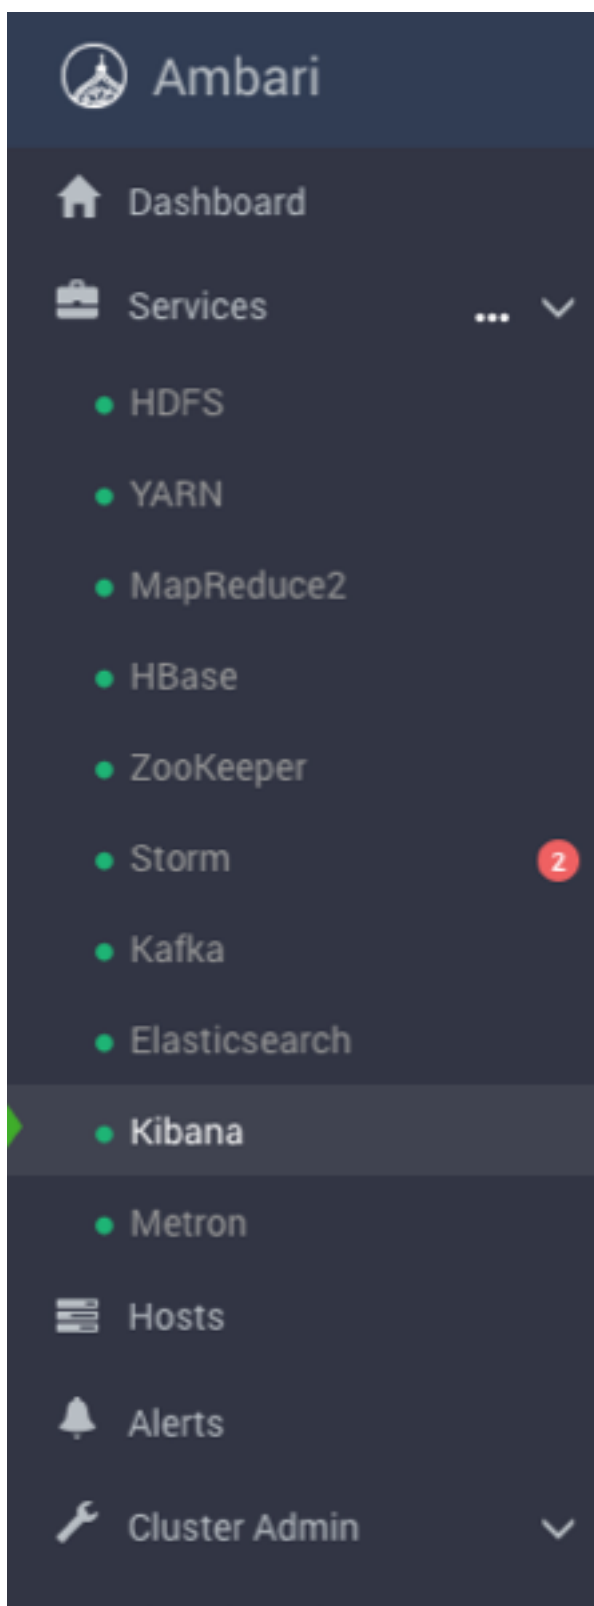 Ambari
Dashboard
Services ...
HDFS
YARN
MapReduce2
HBase
ZooKeeper
Storm 2
Kafka
Elasticsearch
Kibana
Metron
Hosts
Alerts
Cluster Admin